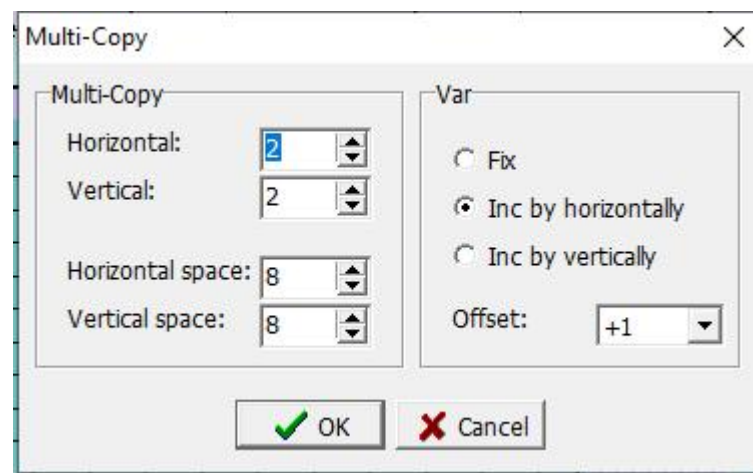 Multi-Copy
Multi-Copy
Horizontal: 2
Vertical: 2
Horizontal space: 8
Vertical space: 8
Var
Fix
Inc by horizontally
Inc by vertically
Offset: +1
OK
Cancel